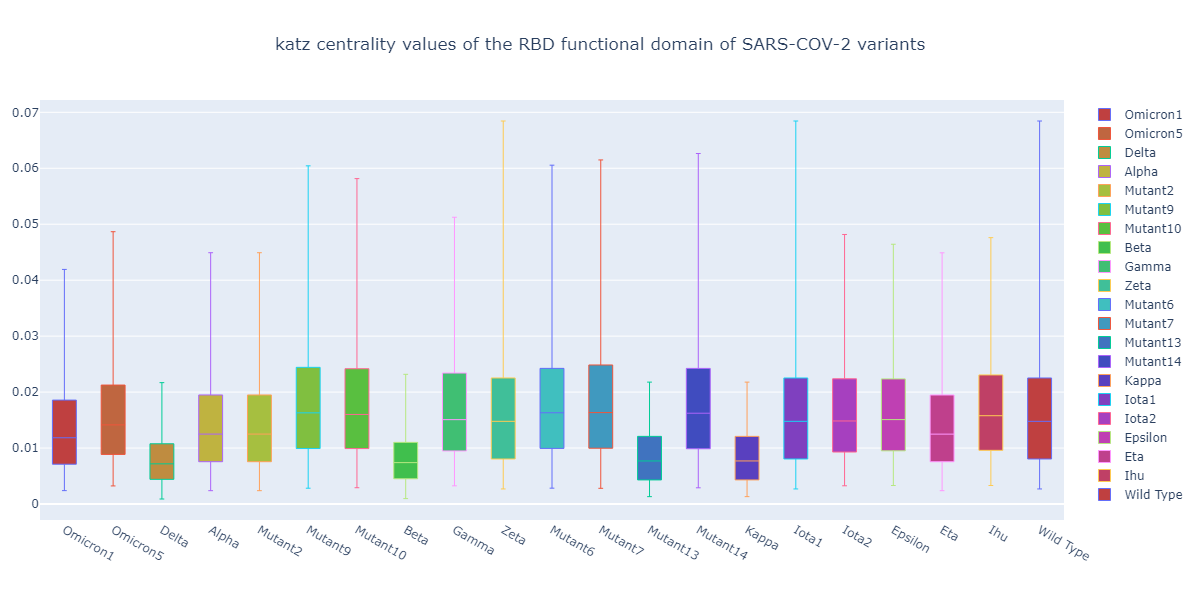 katz centrality values of the RBD functional domain of SARS-COV-2 variants
0.07
0.06
0.05
0.04
0.03
0.02
0.01
0
Omicron1
Omicron5
Delta
Alpha
Mutant2
Mutant9
Mutant10
Beta
Gamma
Zeta
Mutant6
Mutant7
Mutant13
Mutant14
Kappa
Iota1
Iota2
Epsilon
Eta
Ihu
Wild Type
Omicron1
Omicron5
Delta
Alpha
Mutant2
Mutant9
Mutant10
Beta
Gamma
Zeta
Mutant6
Mutant7
Mutant13
Mutant14
Kappa
Iota1
Iota2
Epsilon
Eta
Ihu
Wild Type